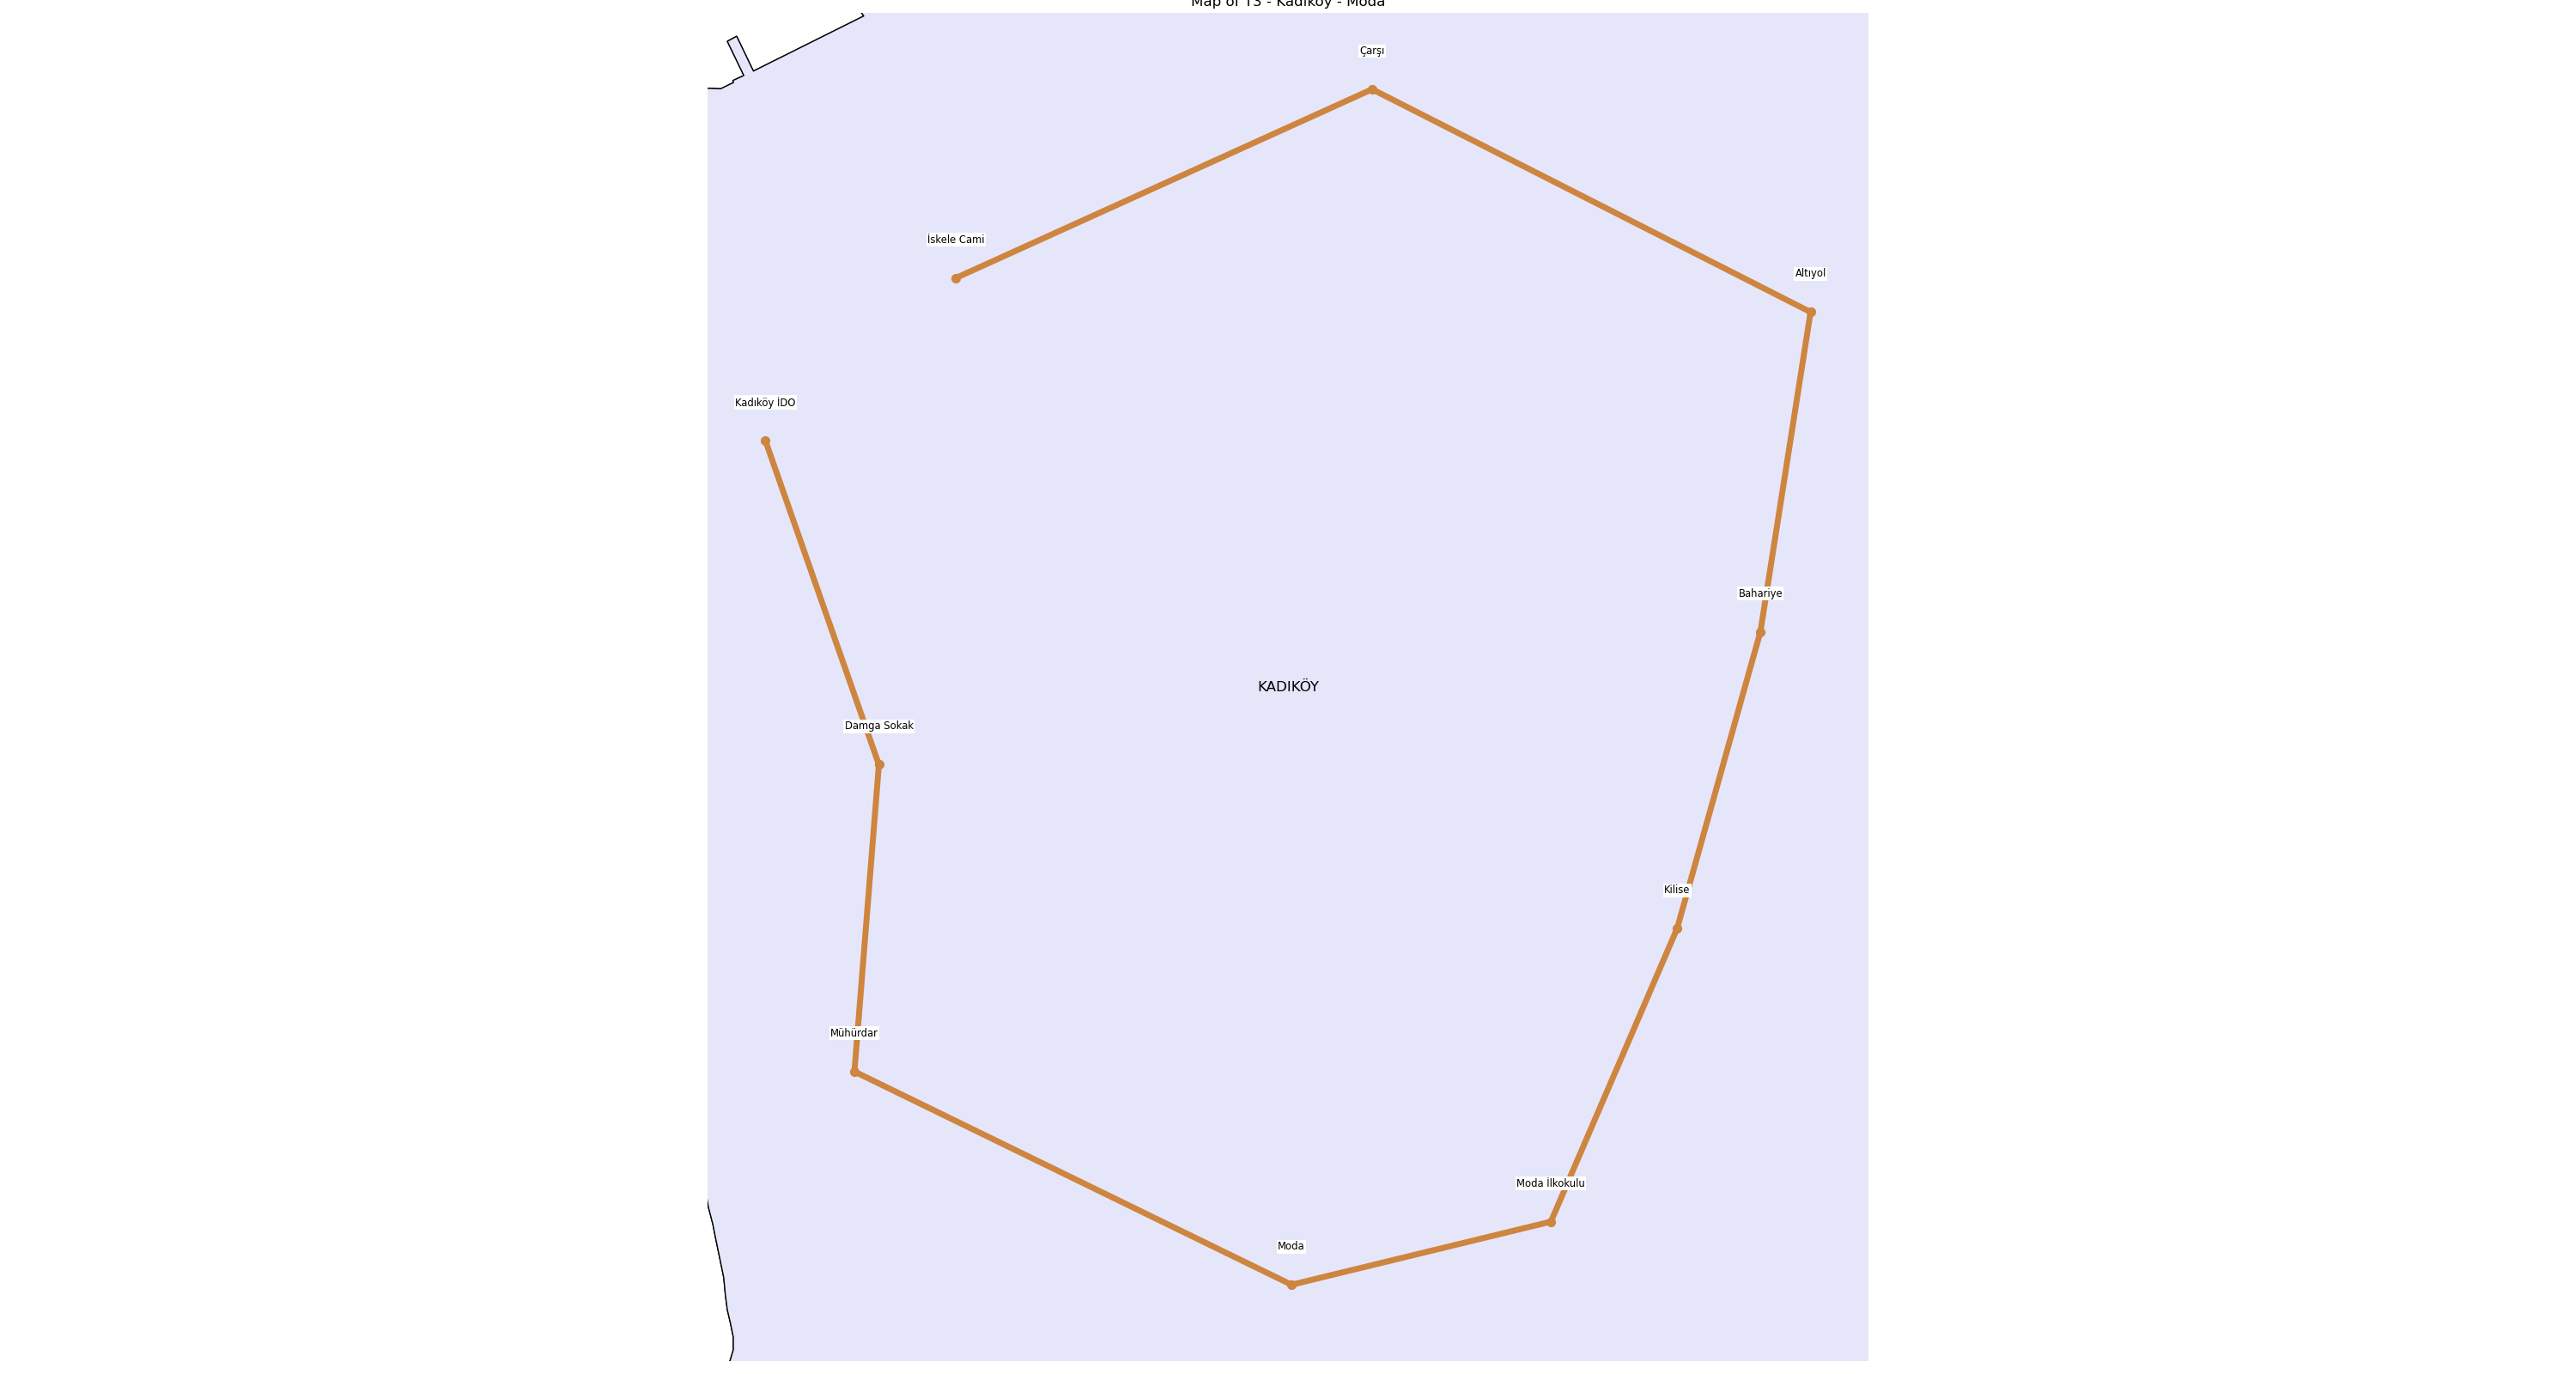 Map of T3 - Kadıköy - Moda
Çarşı
İskele Cami
Altıyol
Kadıköy İDO
Bahariye
KADIKÖY
Damga Sokak
Kilise
Mühürdar
Moda İlkokulu
Moda